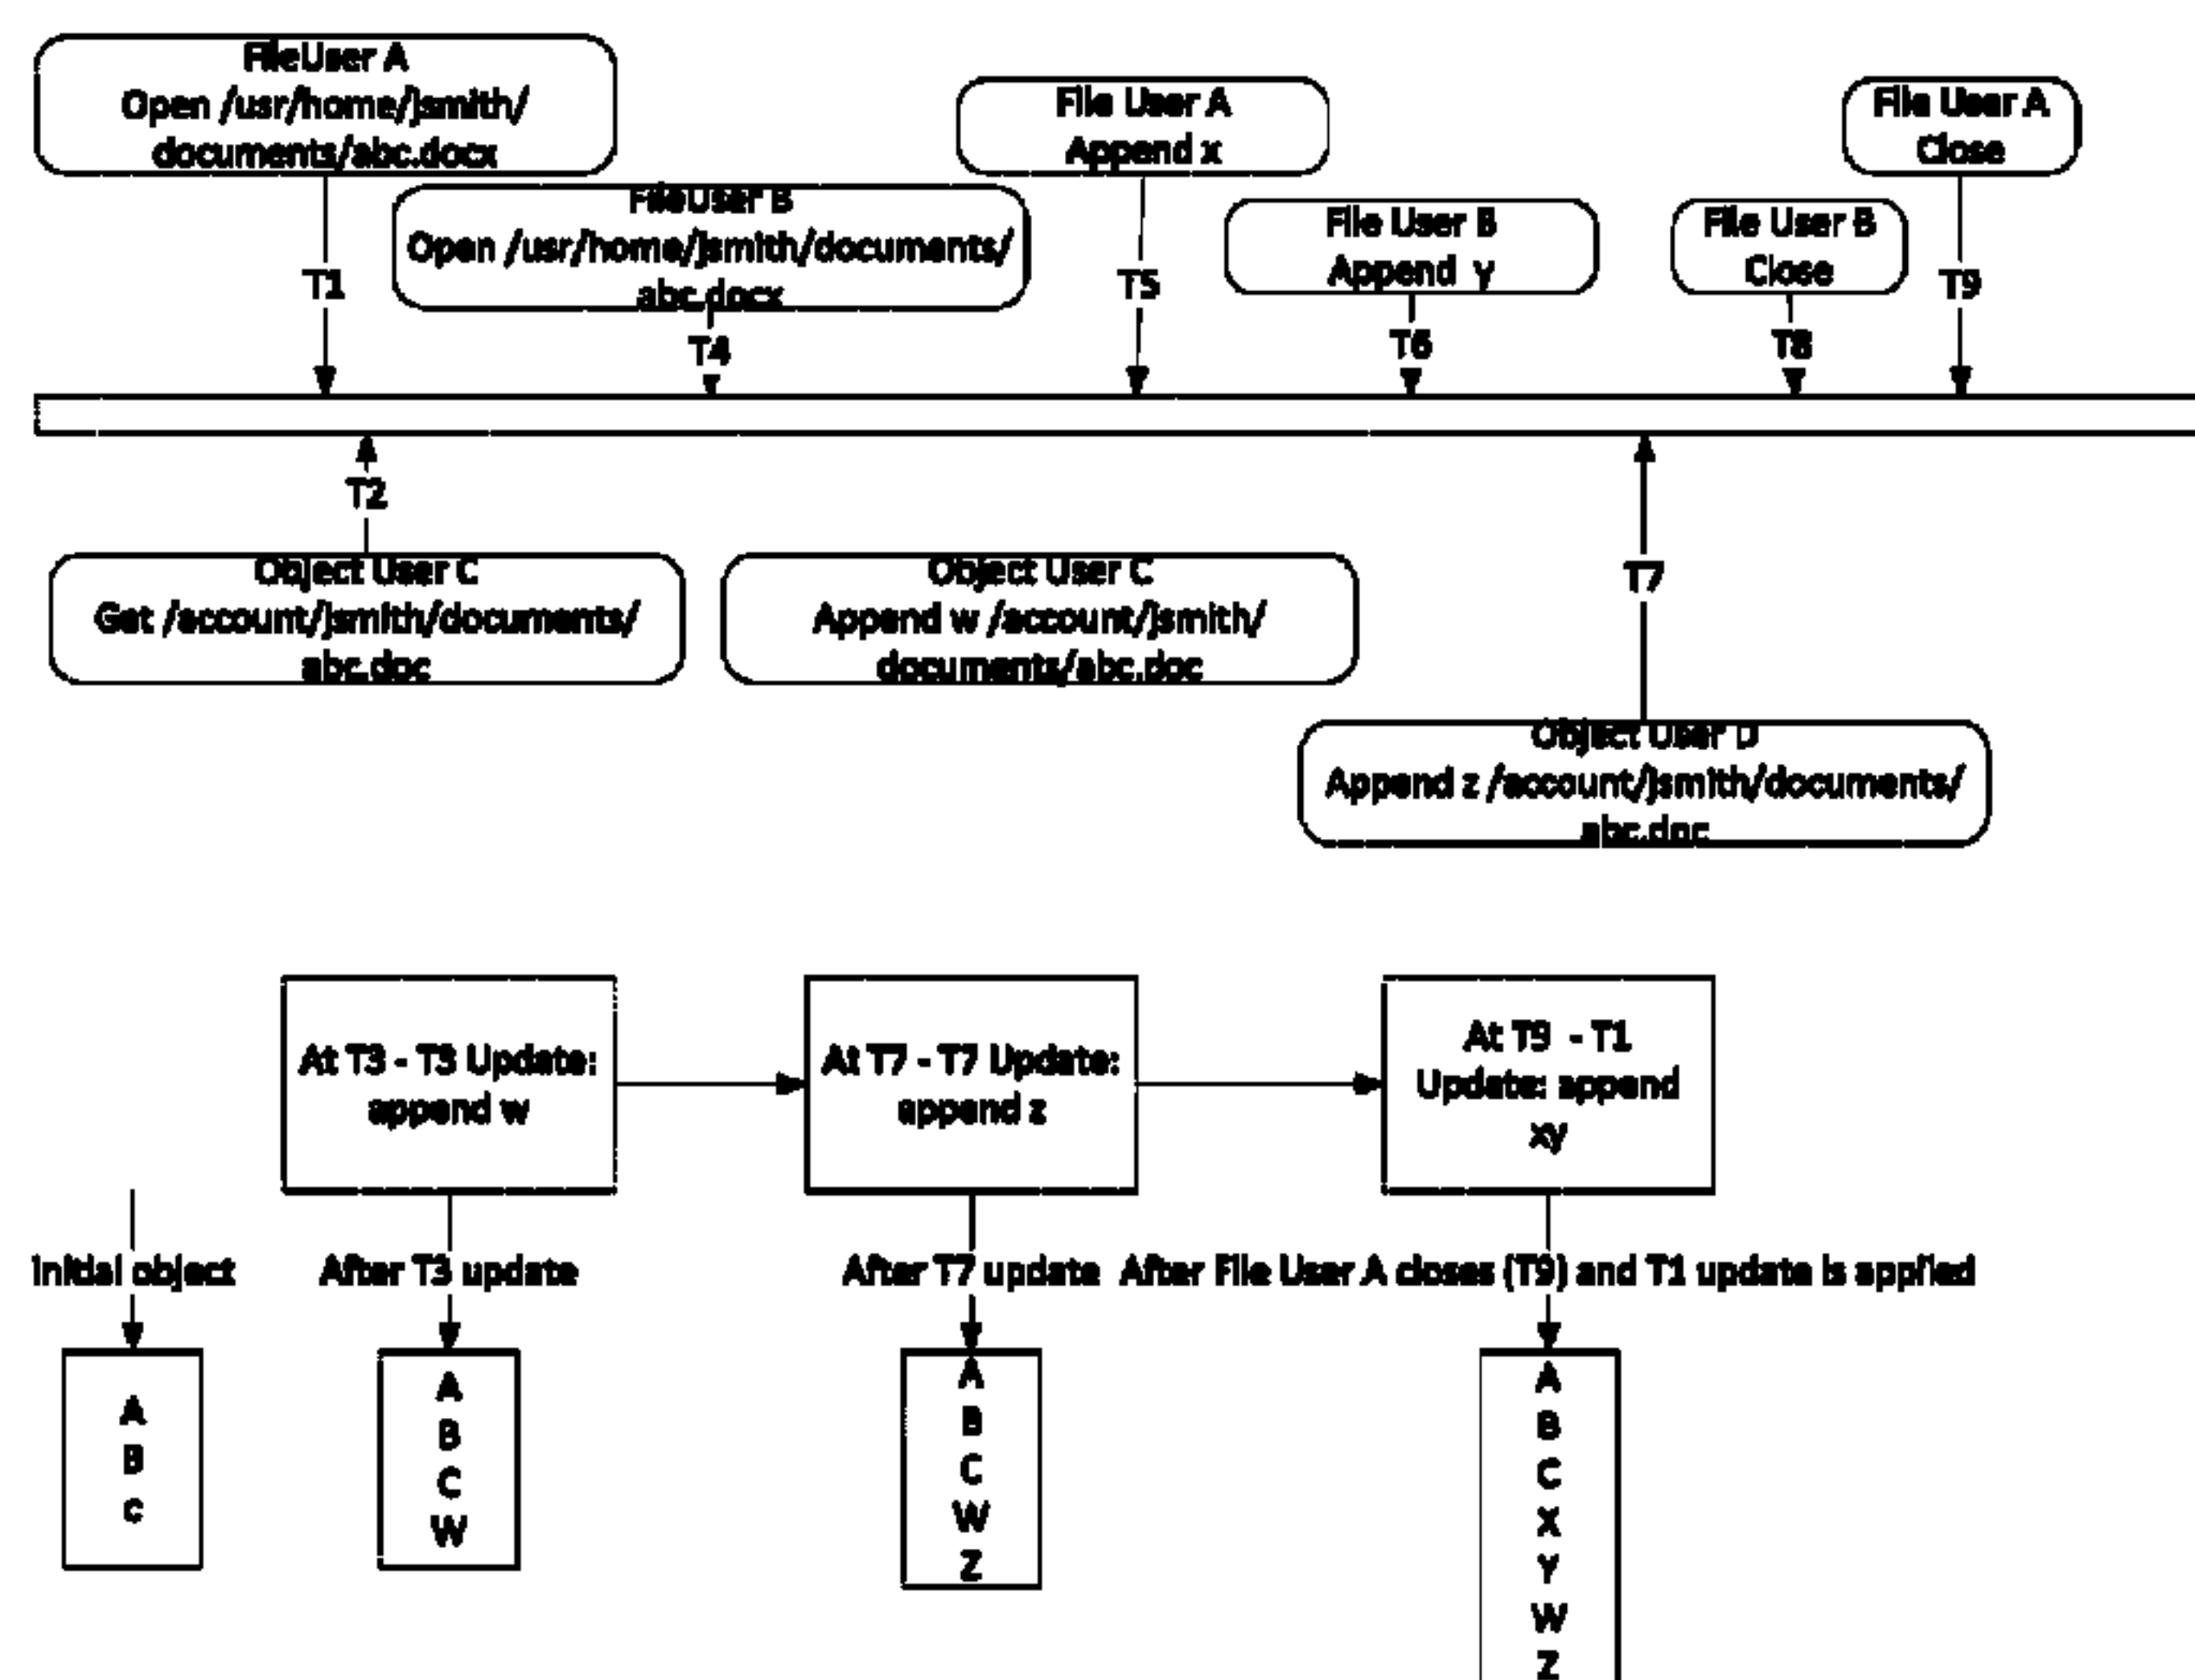 FileUser A
Open /usr/home/jsmith/
documents/abc.docx
File User A
Append x
File User A
Close
FileUser B
Open /usr/home/jsmith/documents/
abc.docx
File User B
Append y
File User B
Close
T1
T4
T5
T6
T8
T9
T2
T7
Object User C
Get /account/jsmith/documents/
abc.doc
Object User C
Append w /account/jsmith/
documents/abc.doc
Object User D
Append z /account/jsmith/documents/
abc.doc
At T3 - T3 Update:
append w
At T7 - T7 Update:
append z
At T9 - T1
Update: append
xy
Initial object
After T3 update
After T7 update
After File User A closes (T9) and T1 update is applied
A
B
c
A
B
C
W
A
B
C
W
Z
A
B
C
X
Y
W
Z